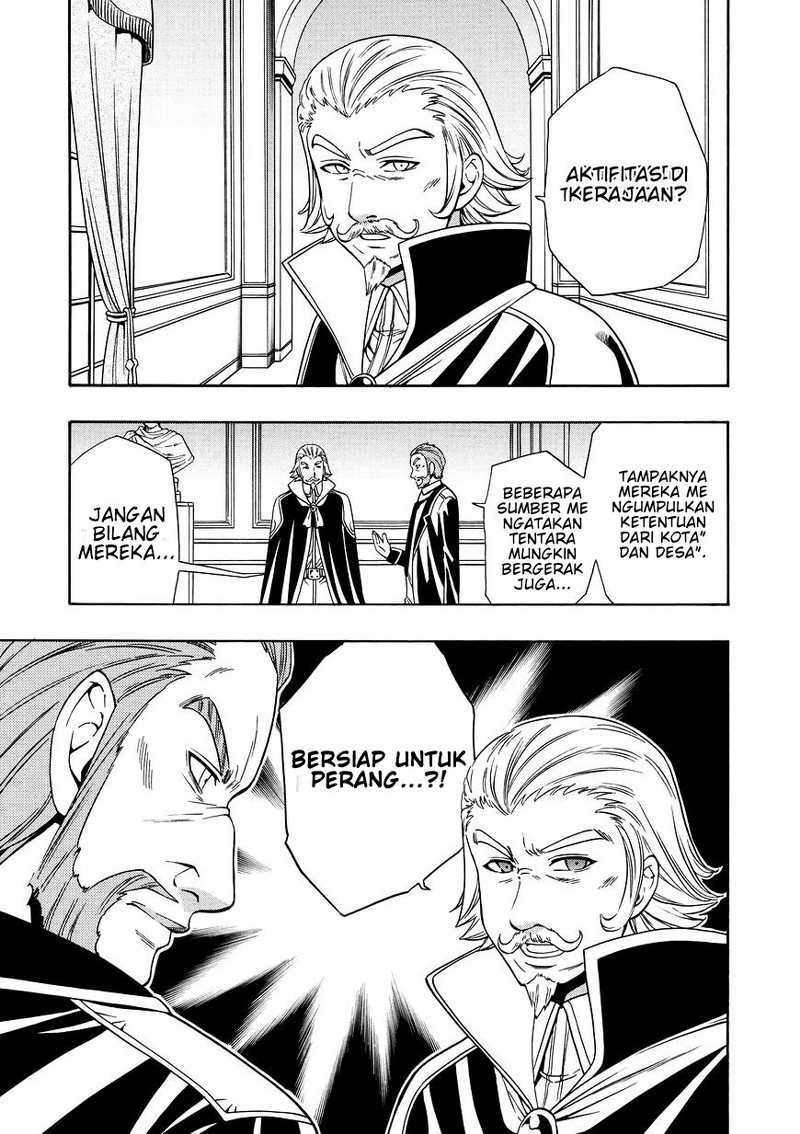 AKTIFITAS DI
KERAJAAN?
TAMPAKNYA
MEREKA ME
NGUMPULKAN
KETENTUAN
DARI KOTA"
DAN DESA".
BEBERAPA
SUMBER ME
NGATAKAN
TENTARA
MUNGKIN
BERGERAK
JUGA...
JANGAN
BILANG
MEREKA...
BERSIAP UNTUK
PERANG...?!